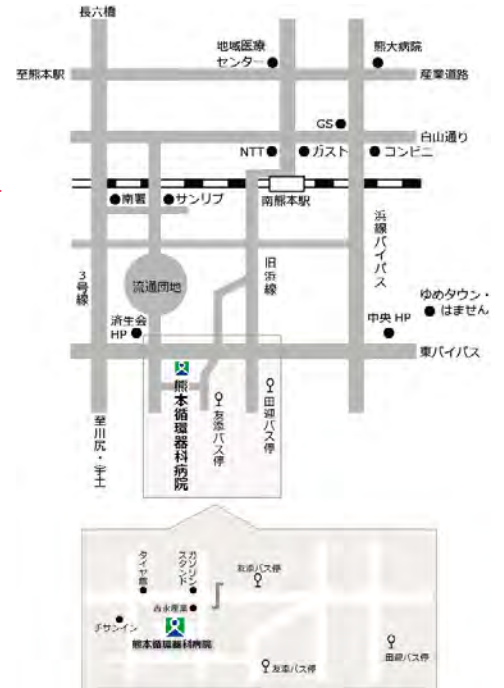 長六橋
地域医療
センター
熊大病院
至熊本駅
産業道路
GS
白山通り
NTT
ガスト
コンビニ
南署
サンリブ
南熊本駅
浜線バイパス
3号線
旧浜線
流通団地
ゆめタウン・
はません
済生会
HP
中央 HP
東バイパス
熊本循環器科病院
友添バス停
田迎バス停
至川尻・宇土
タイヤ館
ガソリン
スタンド
友添バス停
吉永産業
チサンイン
熊本循環器科病院
友添バス停
田迎バス停